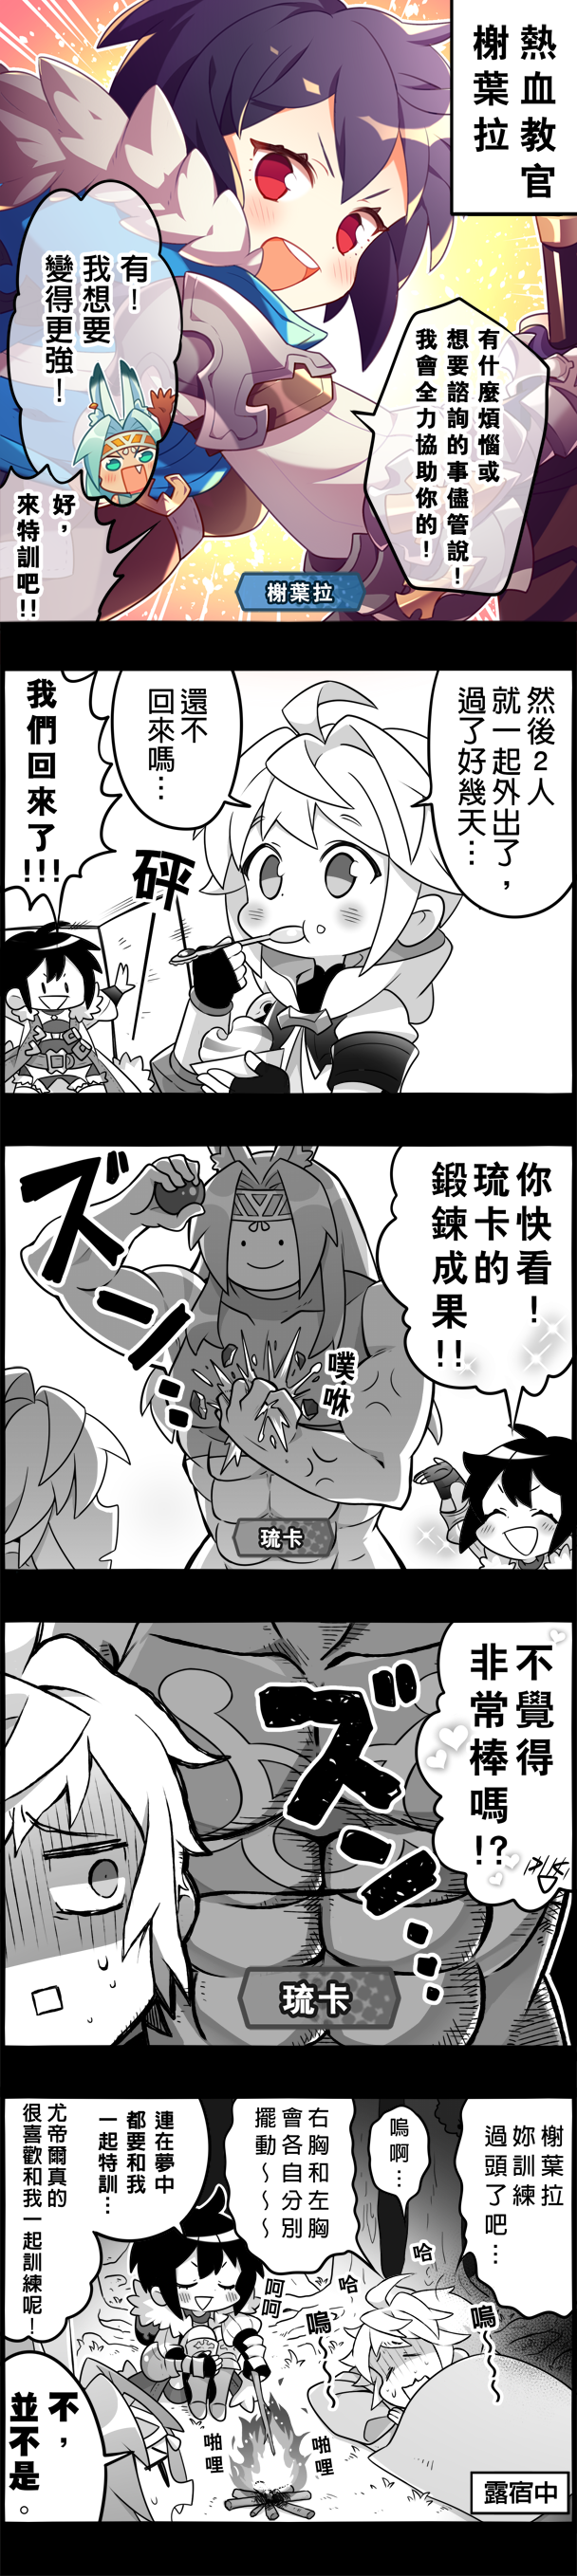 熱血教官
榭葉拉
有什麼煩惱或
想要諮詢的事儘管說！
我會全力協助你的！
有！
我想要
變得更強！
好，
來特訓吧！！
榭葉拉
然後2人
就一起外出了，
過了好幾天…
還不
回來嗎…
砰
我們回來了!!!
你快看！
琉卡的
鍛鍊成果!!
ズンッ…
噗咻
琉卡
不覺得
非常棒嗎!?
ズンッ…
琉卡
榭葉拉
妳訓練
過頭了吧…
嗚啊…
右胸和左胸
會各自分別
擺動～～～
哈
哈
嗚～～～
嗚～～～
連在夢中
都要和我
一起特訓…
尤帝爾真的
很喜歡和我一起訓練呢！
呵呵
不，
並不是。
啪哩
啪哩
露宿中